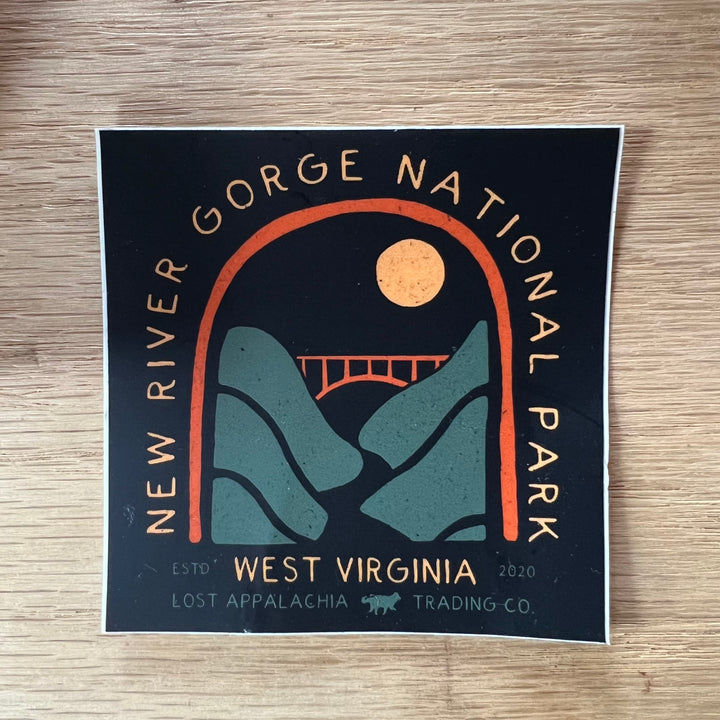 NEW RIVER GORGE NATIONAL PARK
ESTD WEST VIRGINIA 2020
LOST APPALACHIA TRADING CO.